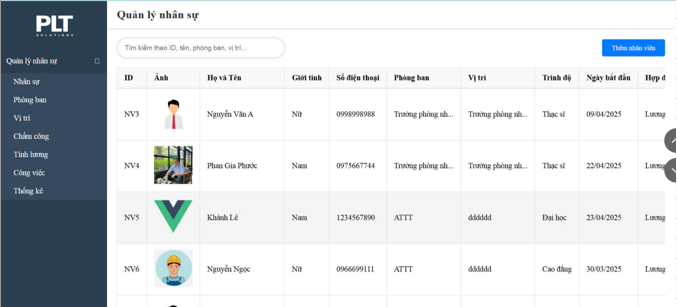 PLT
SOLUTIONS
Quản lý nhân sự
Nhân sự
Phòng ban
Vị trí
Chấm công
Tính lương
Công việc
Thống kê
Quản lý nhân sự
Tìm kiếm theo ID, tên, phòng ban, vị trí...
Thêm nhân viên
ID Ảnh Họ và Tên Giới tính Số điện thoại Phòng ban Vị trí Trình độ Ngày bắt đầu Hợp đ
NV3 Nguyễn Văn A Nữ 0998998988 Trưởng phòng nh... Trưởng phòng nh... Thạc sĩ 09/04/2025 Lương
NV4 Phan Gia Phước Nam 0975667744 Trưởng phòng nh... Trưởng phòng nh... Thạc sĩ 22/04/2025 Lương
NV5 Khánh Lê Nam 1234567890 ATTT dddddd Đại học 23/04/2025 Lương
NV6 Nguyễn Ngọc Nữ 0966699111 ATTT dddddd Cao đẳng 30/03/2025 Lương